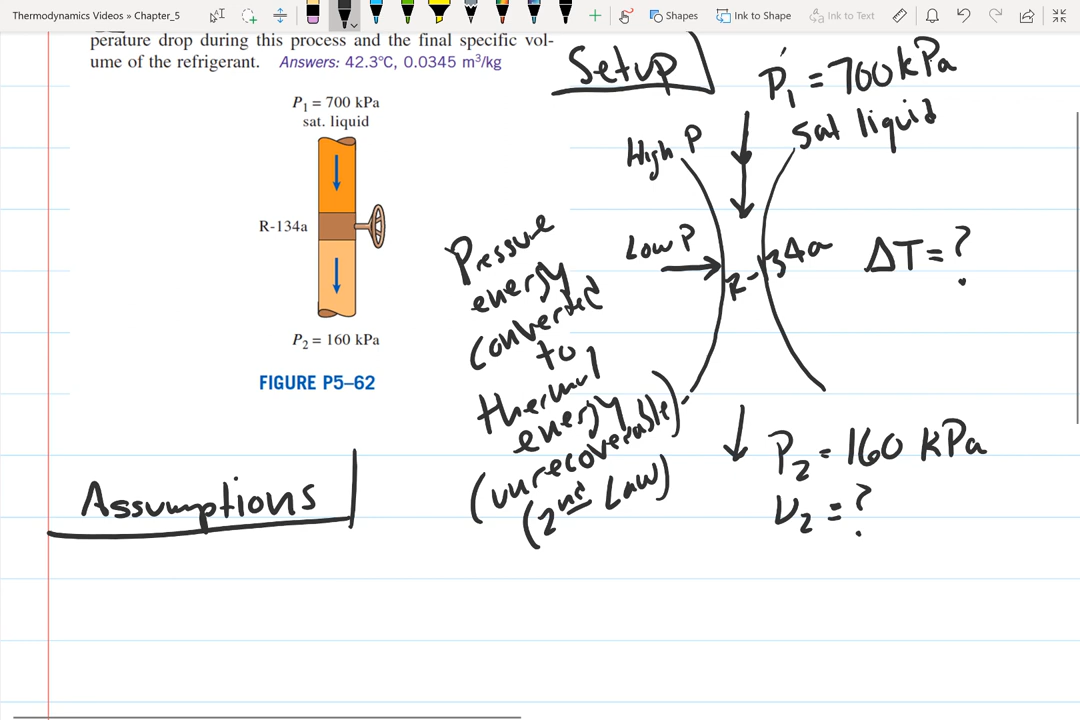 Thermodynamics Videos » Chapter_5
Shapes
Ink to Shape
Ink to Text
perature drop during this process and the final specific vol-
ume of the refrigerant. Answers: 42.3°C, 0.0345 m³/kg
P₁ = 700 kPa
sat. liquid
R-134a
P₂ = 160 kPa
FIGURE P5–62
Setup
P₁ = 700 kPa
Sat liquid
High P
Low P
R-134a
ΔT = ?
Pressure
energy
converted
to
thermal
energy
(unrecoverable)
(2nd Law)
P₂ = 160 kPa
ν₂ = ?
Assumptions